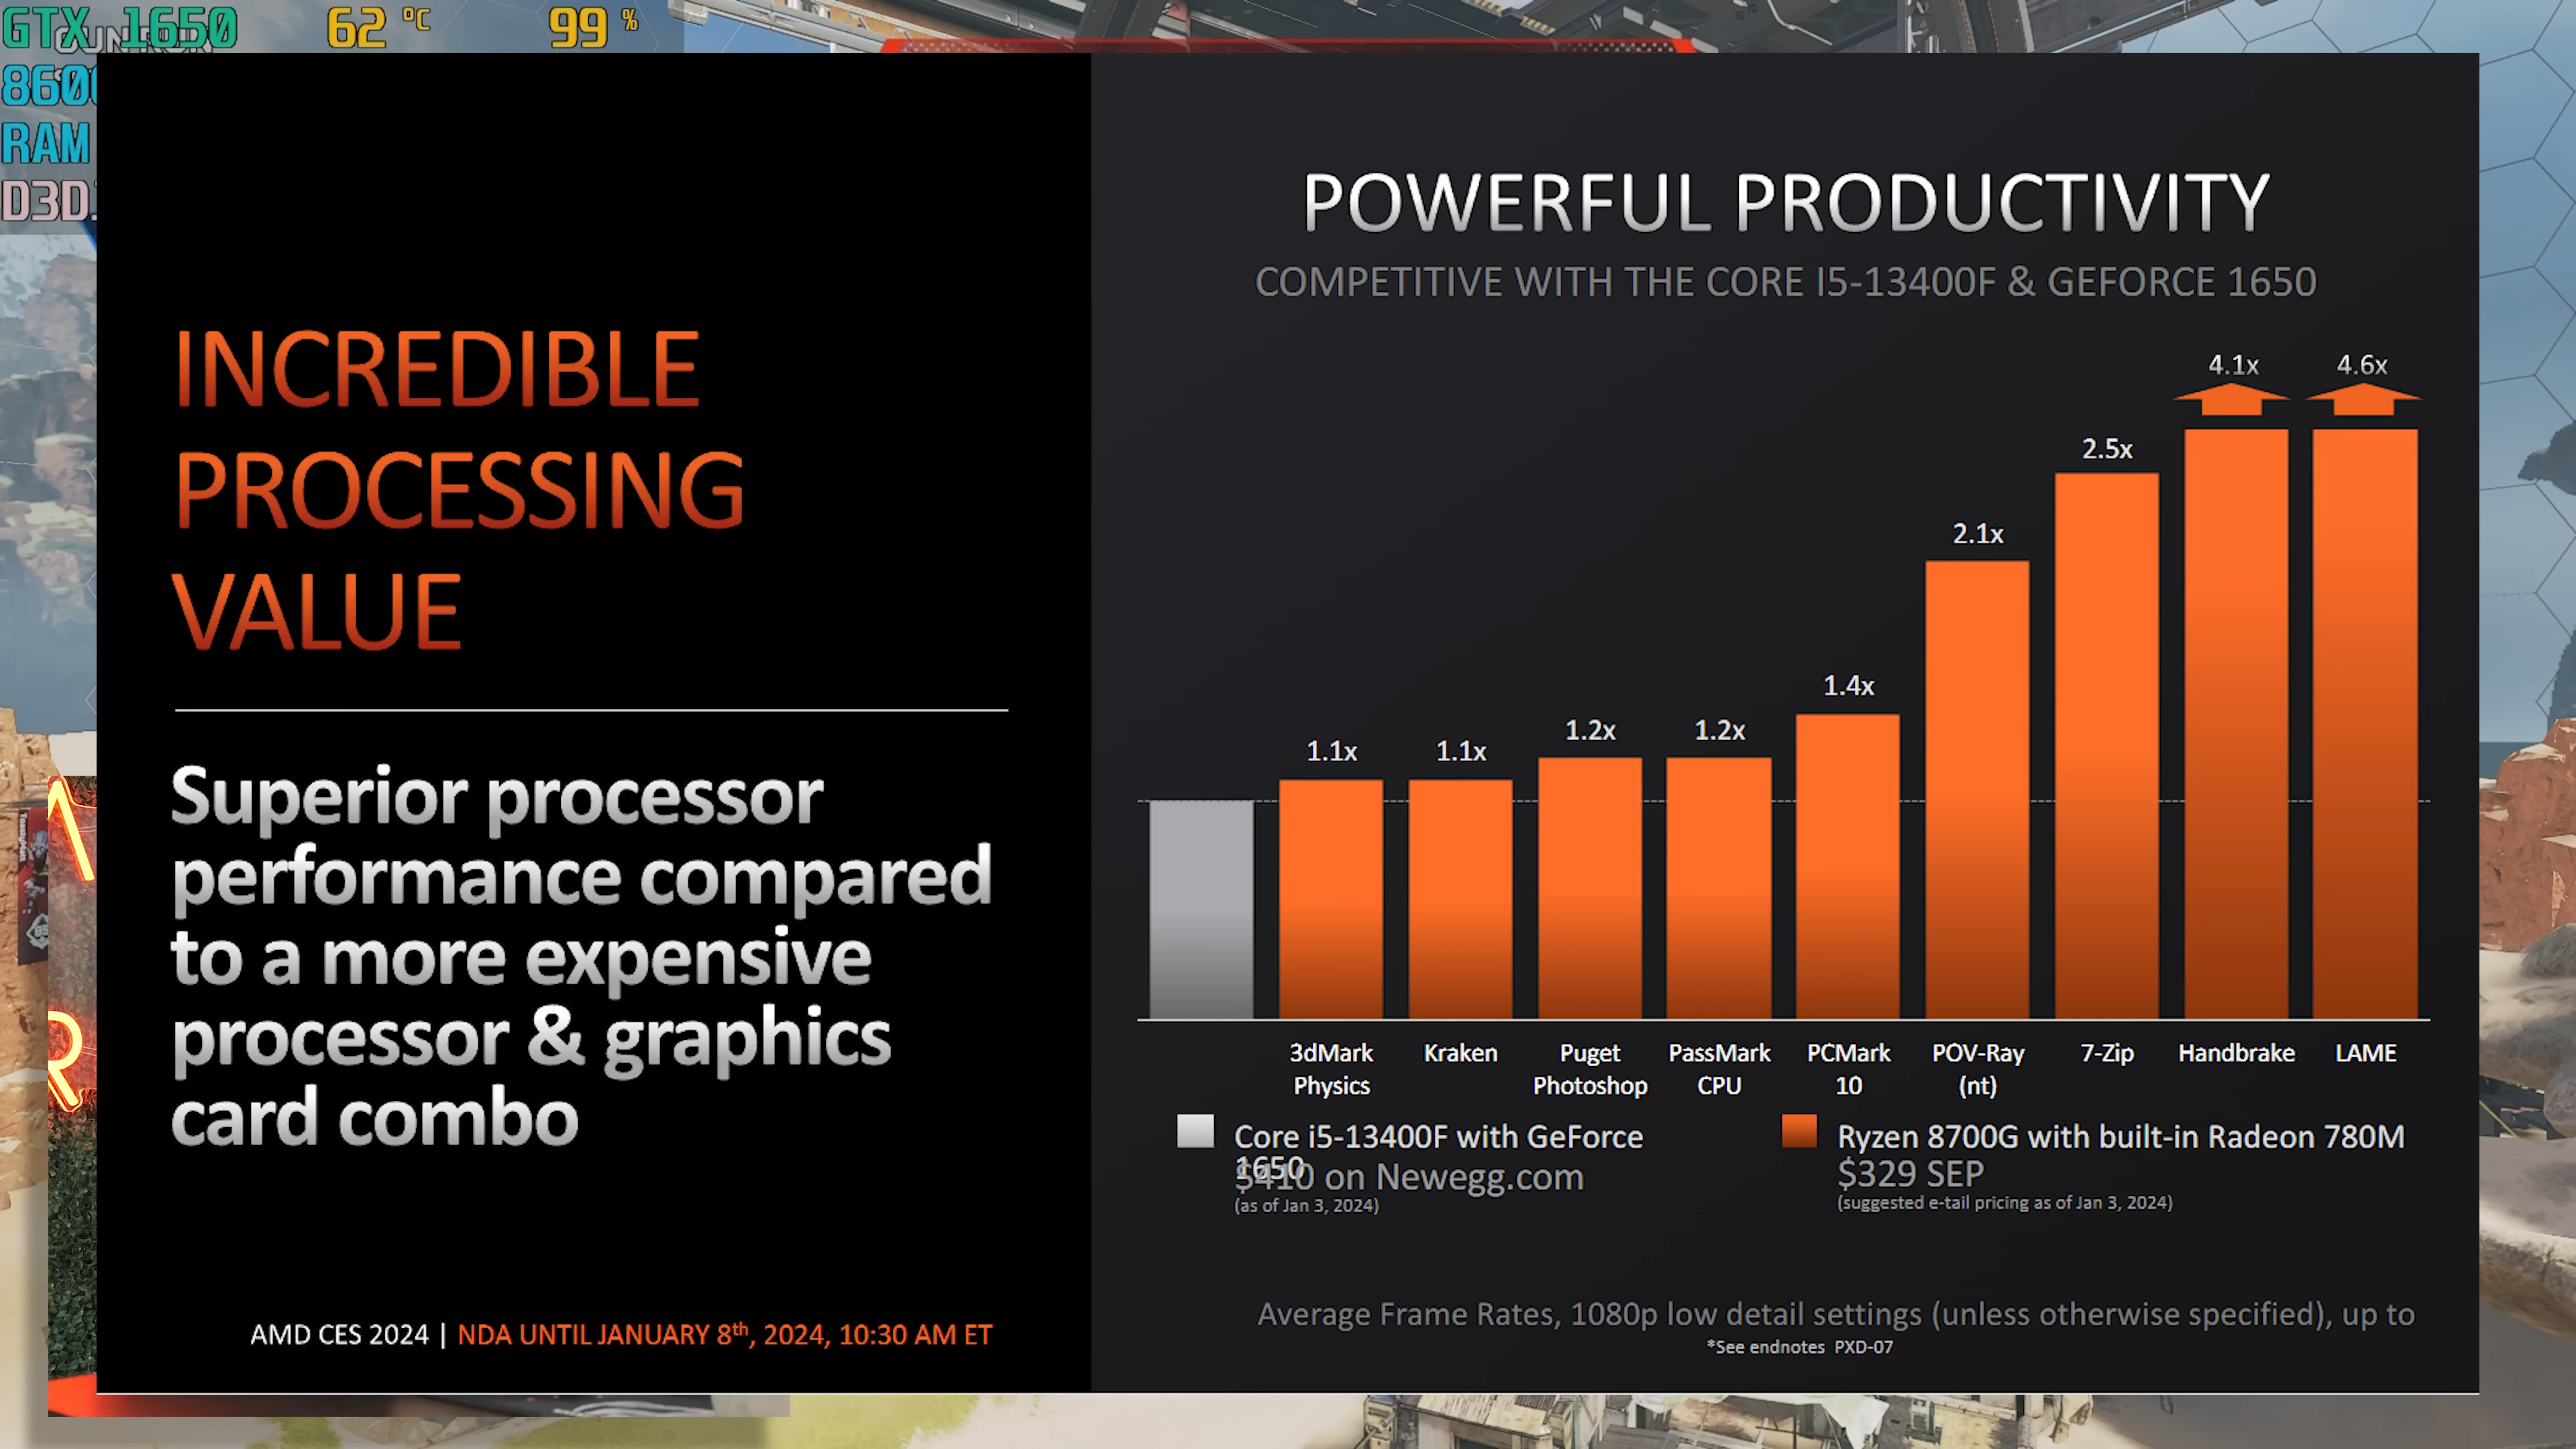 GTX 1650 62 °C 99 %
860
RAM
D3D
INCREDIBLE
PROCESSING
VALUE
Superior processor
performance compared
to a more expensive
processor & graphics
card combo
AMD CES 2024 | NDA UNTIL JANUARY 8th, 2024, 10:30 AM ET
POWERFUL PRODUCTIVITY
COMPETITIVE WITH THE CORE I5-13400F & GEFORCE 1650
4.1x 4.6x
2.5x
2.1x
1.4x
1.2x 1.2x
1.1x 1.1x
3dMark Physics
Kraken
Puget Photoshop
PassMark CPU
PCMark 10
POV-Ray (nt)
7-Zip
Handbrake
LAME
Core i5-13400F with GeForce
1650
$410 on Newegg.com
(as of Jan 3, 2024)
Ryzen 8700G with built-in Radeon 780M
$329 SEP
(suggested e-tail pricing as of Jan 3, 2024)
Average Frame Rates, 1080p low detail settings (unless otherwise specified), up to
*See endnotes PXD-07